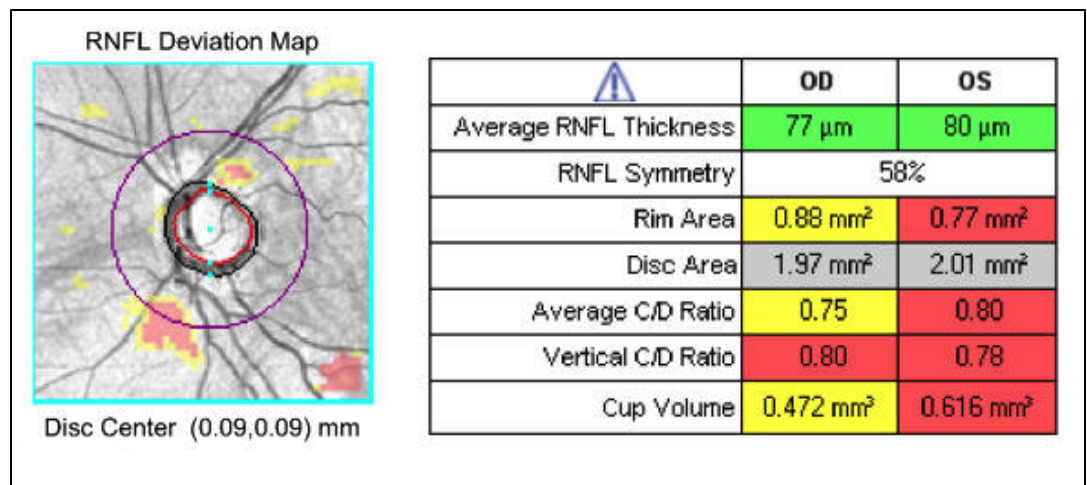 RNFL Deviation Map
Disc Center (0.09,0.09) mm
OD OS
Average RNFL Thickness 77 µm 80 µm
RNFL Symmetry 58%
Rim Area 0.88 mm² 0.77 mm²
Disc Area 1.97 mm² 2.01 mm²
Average C/D Ratio 0.75 0.80
Vertical C/D Ratio 0.80 0.78
Cup Volume 0.472 mm³ 0.616 mm³